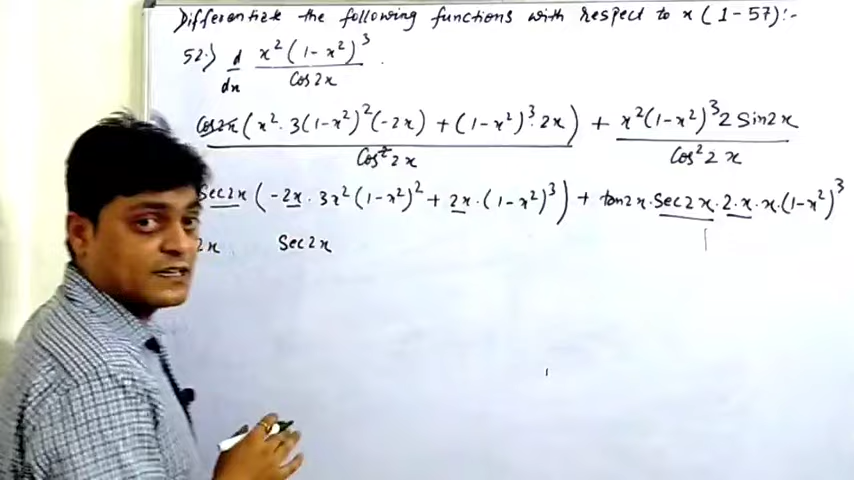 Differentiate the following functions with respect to x (1-57):-
52.) d/dx x²(1-x²)³/Cos2x .
Cos2x (x². 3(1-x²)²(-2x) + (1-x²)³. 2x)/Cos²2x + x²(1-x²)³2 Sin2x/Cos²2x
Sec2x (-2x . 3x²(1-x²)² + 2x.(1-x²)³) + tan2x.Sec2x.2.x.x.(1-x²)³
2x Sec2x